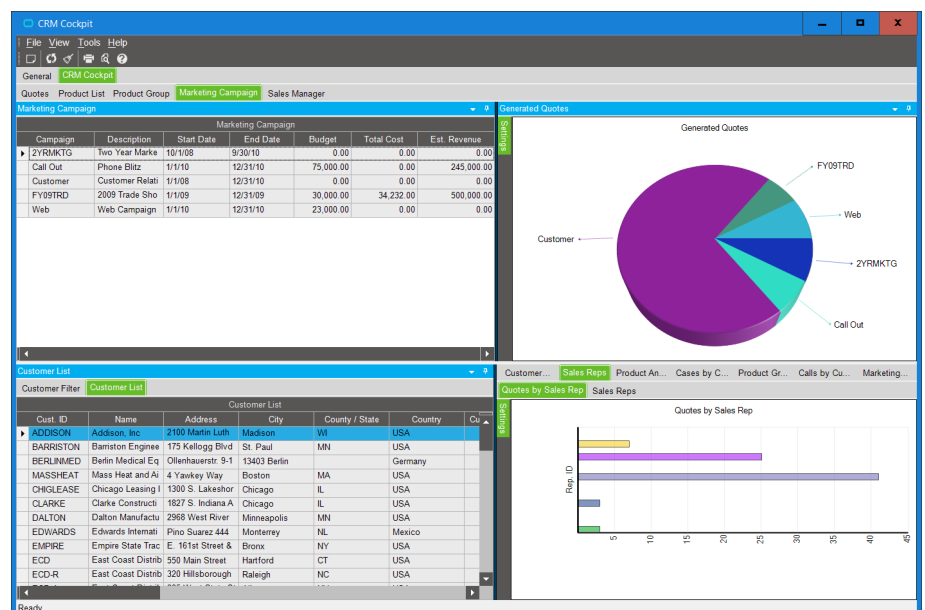 CRM Cockpit
File View Tools Help
General CRM Cockpit
Quotes Product List Product Group Marketing Campaign Sales Manager
Marketing Campaign
Marketing Campaign
Campaign Description Start Date End Date Budget Total Cost Est. Revenue
2YRMKTG Two Year Marke 10/1/08 9/30/10 0.00 0.00 0.00
Call Out Phone Blitz 1/1/10 12/31/10 75,000.00 0.00 245,000.00
Customer Customer Relati 1/1/08 12/31/10 0.00 0.00 0.00
FY09TRD 2009 Trade Sho 1/1/09 12/31/09 30,000.00 34,232.00 500,000.00
Web Web Campaign 1/1/10 12/31/10 23,000.00 0.00 0.00
Generated Quotes
Settings
Generated Quotes
FY09TRD
Web
Customer
2YRMKTG
Call Out
Customer List
Customer Filter Customer List
Customer List
Cust. ID Name Address City County / State Country Cu
ADDISON Addison, Inc 2100 Martin Luth Madison WI USA
BARRISTON Barriston Enginee 175 Kellogg Blvd St. Paul MN USA
BERLINMED Berlin Medical Eq Ollenhauerstr. 9-1 13403 Berlin Germany
MASSHEAT Mass Heat and Ai 4 Yawkey Way Boston MA USA
CHIGLEASE Chicago Leasing I 1300 S. Lakeshor Chicago IL USA
CLARKE Clarke Constructi 1827 S. Indiana A Chicago IL USA
DALTON Dalton Manufactu 2968 West River Minneapolis MN USA
EDWARDS Edwards Internati Pino Suarez 444 Monterrey NL Mexico
EMPIRE Empire State Trac E. 161st Street & Bronx NY USA
ECD East Coast Distrib 550 Main Street Hartford CT USA
ECD-R East Coast Distrib 320 Hillsborough Raleigh NC USA
Customer... Sales Reps Product An... Cases by C... Product Gr... Calls by Cu... Marketing...
Quotes by Sales Rep Sales Reps
Settings
Quotes by Sales Rep
Rep. ID
5 10 15 20 25 30 35 40 45
Ready